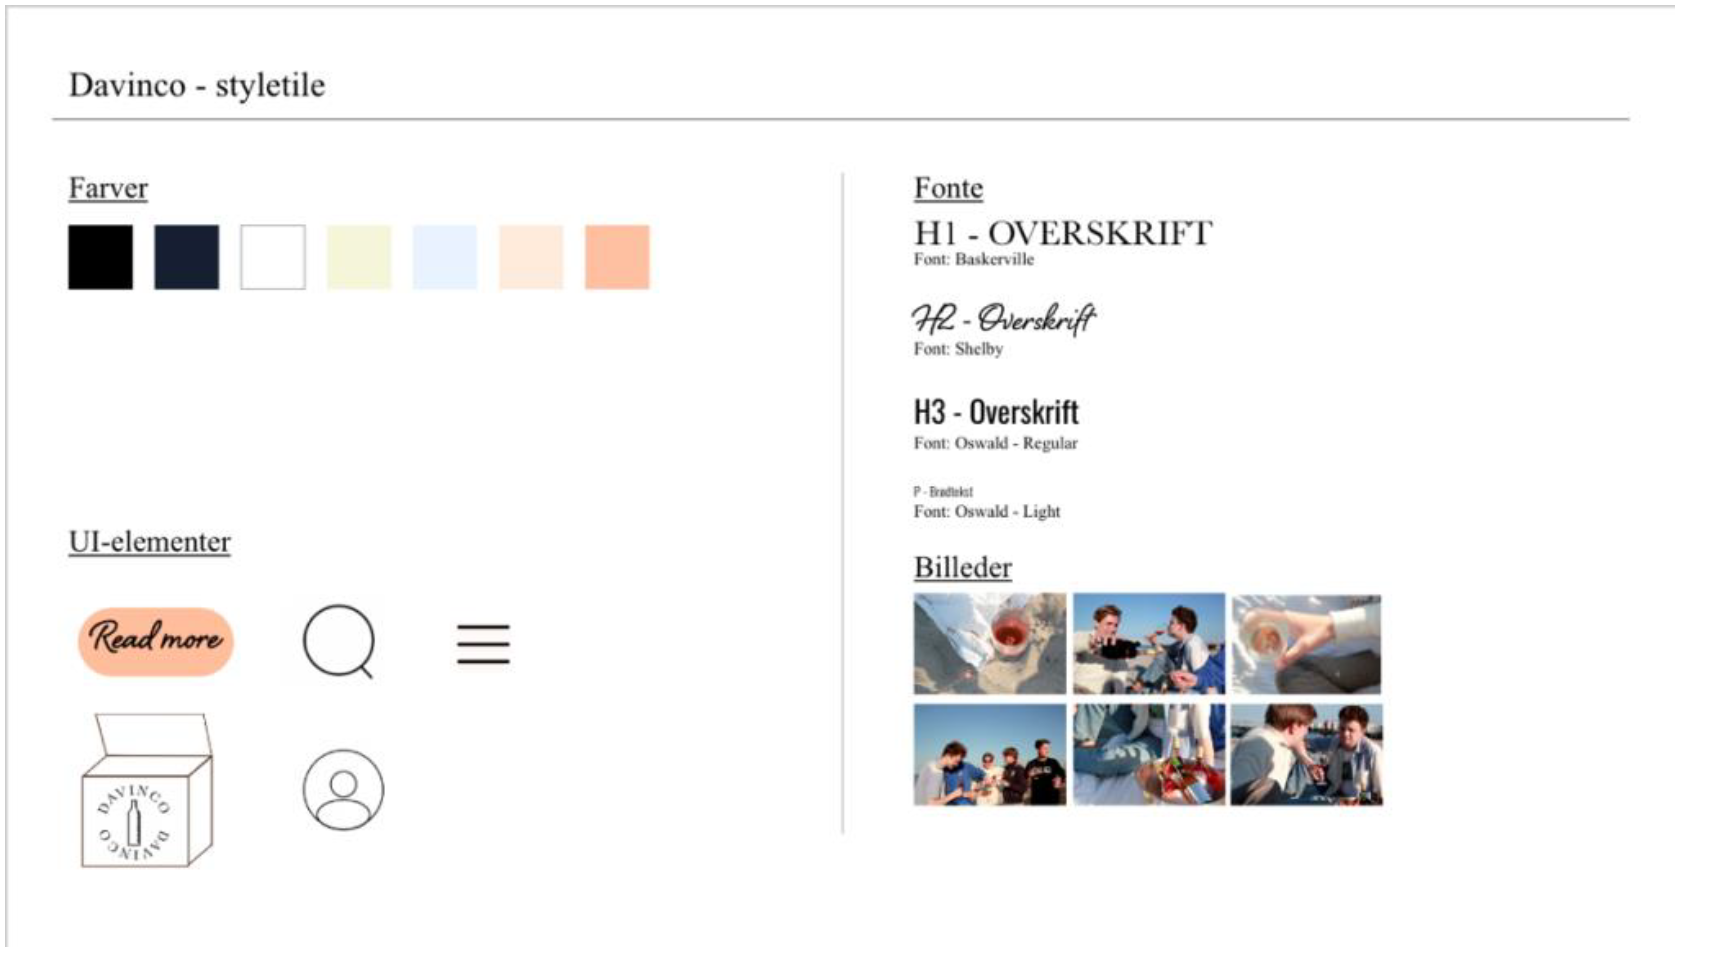 Davinco - styletile
Farver
UI-elementer
Read more
DAVINCO
DAVINCO
Fonte
H1 - OVERSKRIFT
Font: Baskerville
H2 - Overskrift
Font: Shelby
H3 - Overskrift
Font: Oswald - Regular
P - Brødtekst
Font: Oswald - Light
Billeder